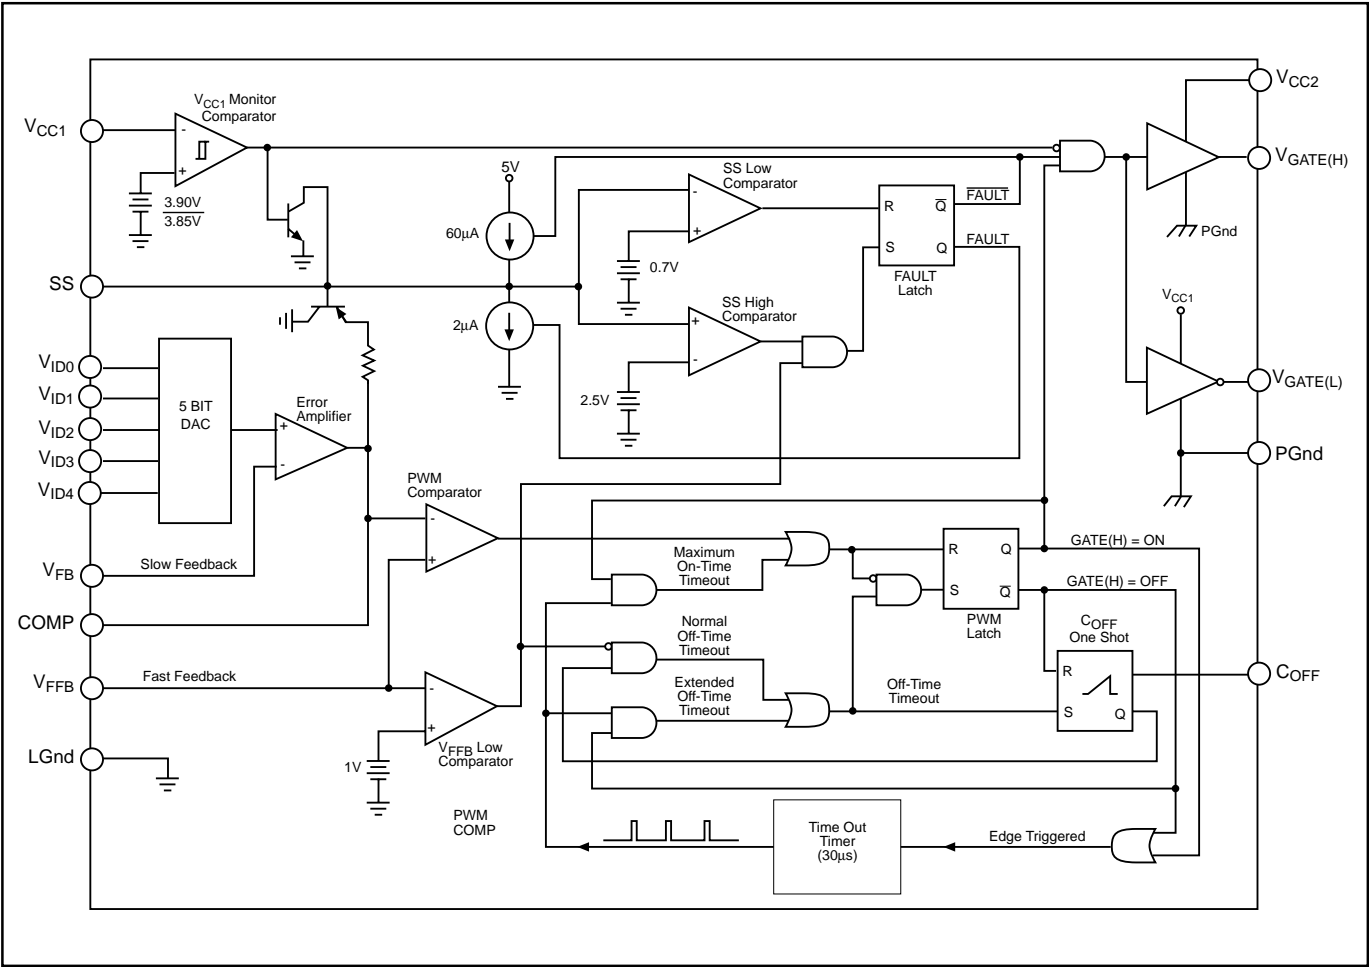 VCC1
VCC1 Monitor
Comparator
-
+
3.90V
3.85V
5V
60μA
2μA
SS Low
Comparator
-
+
0.7V
SS High
Comparator
+
-
2.5V
R
Q
S
Q
FAULT
FAULT
FAULT
Latch
VCC2
VGATE(H)
PGnd
VCC1
VGATE(L)
PGnd
SS
VID0
VID1
VID2
VID3
VID4
5 BIT
DAC
Error
Amplifier
+
-
PWM
Comparator
-
+
VFB
Slow Feedback
COMP
VFFB
Fast Feedback
LGnd
-
+
VFFB Low
Comparator
1V
PWM
COMP
Maximum
On-Time
Timeout
Normal
Off-Time
Timeout
Extended
Off-Time
Timeout
R
Q
S
Q
PWM
Latch
GATE(H) = ON
GATE(H) = OFF
COFF
One Shot
R
S
Q
COFF
Off-Time
Timeout
Time Out
Timer
(30μs)
Edge Triggered